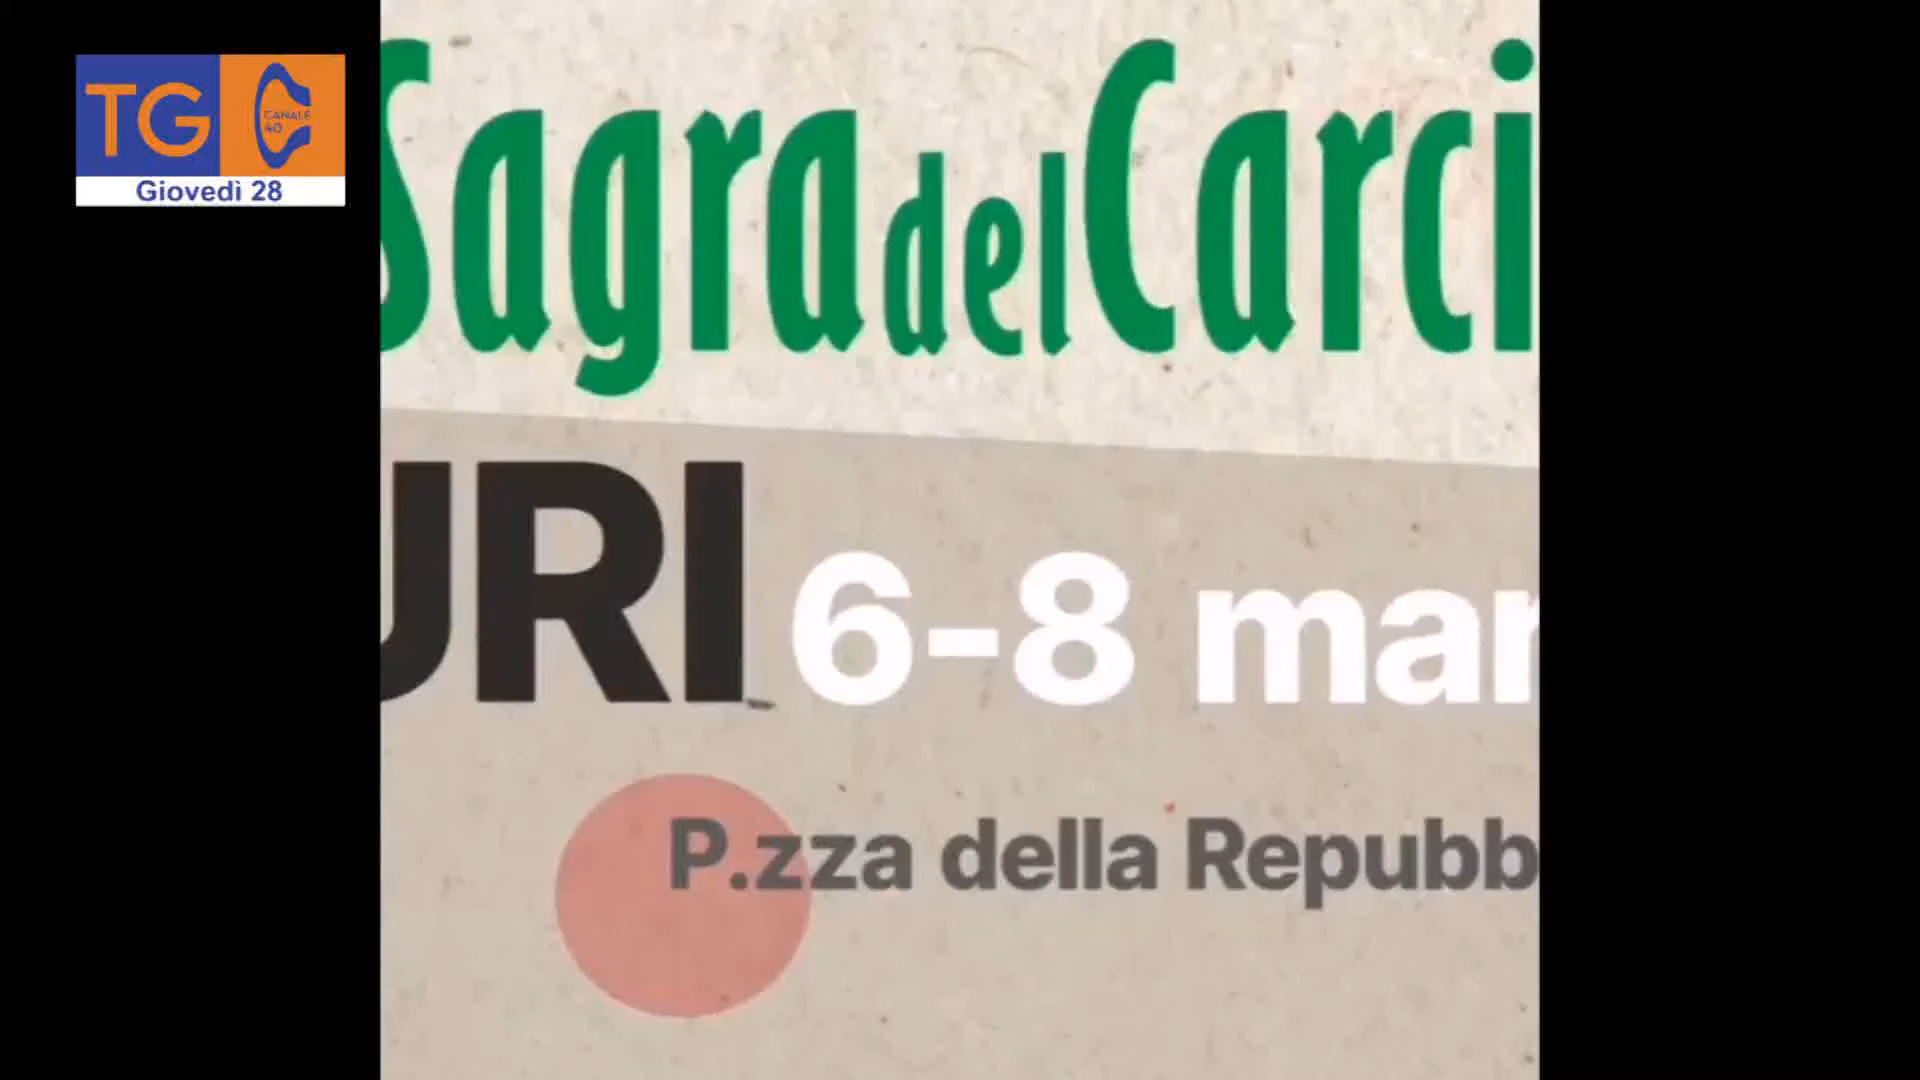 TG
CANALE
40
Giovedì 28
Sagra del Carci
URI 6-8 mar
P.zza della Repubb